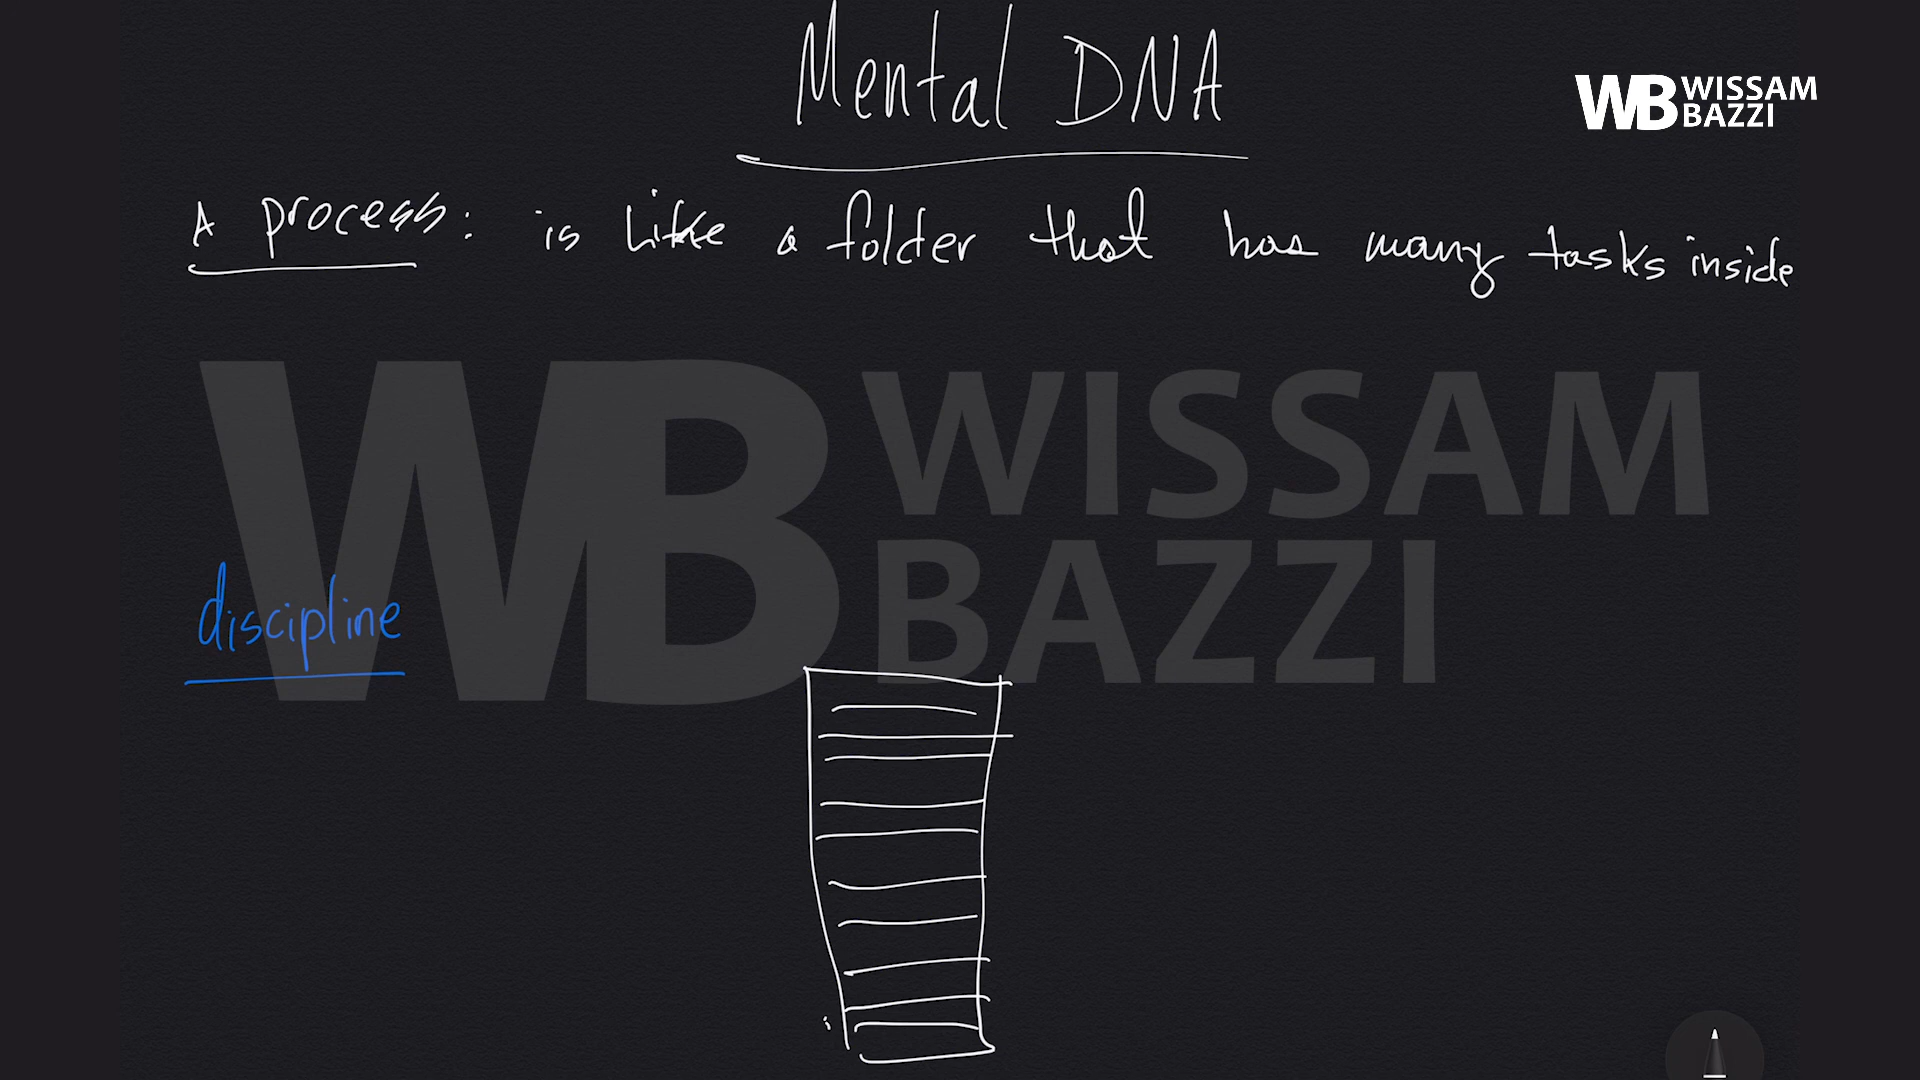 Mental DNA
WB WISSAM
BAZZI
A process: is like a folder that has many tasks inside
WB WISSAM
BAZZI
discipline